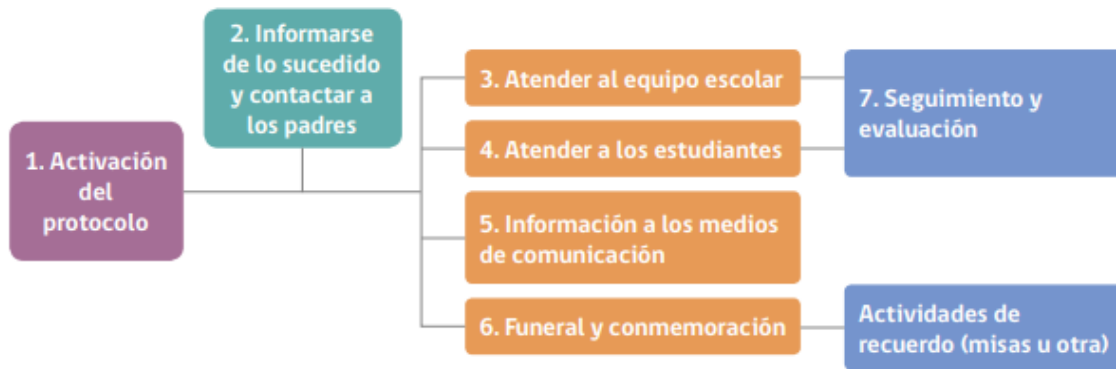 1. Activación
del
protocolo
2. Informarse
de lo sucedido
y contactar a
los padres
3. Atender al equipo escolar
4. Atender a los estudiantes
5. Información a los medios
de comunicación
6. Funeral y conmemoración
7. Seguimiento y
evaluación
Actividades de
recuerdo (misas u otra)